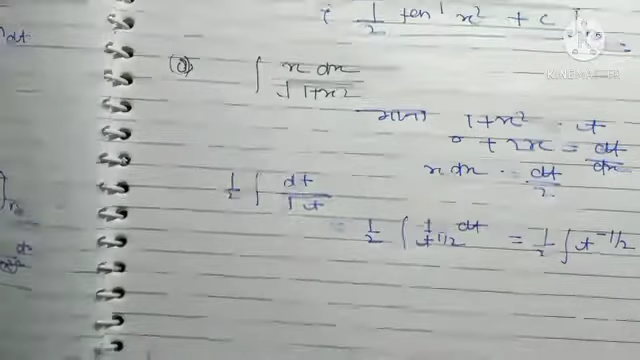 1/2 tan⁻¹ x² + c
KINEMASTER
∫ x dx / √1+x²
माना 1+x² = t
0 + 2x = dt/dx
x dx = dt/2
1/2 ∫ dt/√t
1/2 ∫ 1/t^1/2 dt = 1/2 ∫ t^-1/2